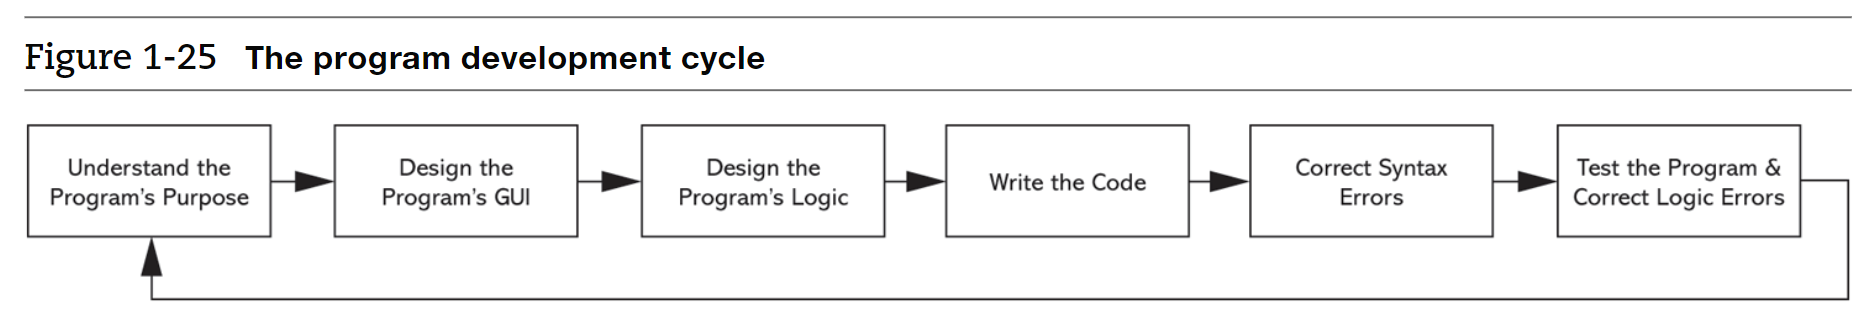 Figure 1-25 The program development cycle
Understand the
Program’s Purpose
Design the
Program’s GUI
Design the
Program’s Logic
Write the Code
Correct Syntax
Errors
Test the Program &
Correct Logic Errors